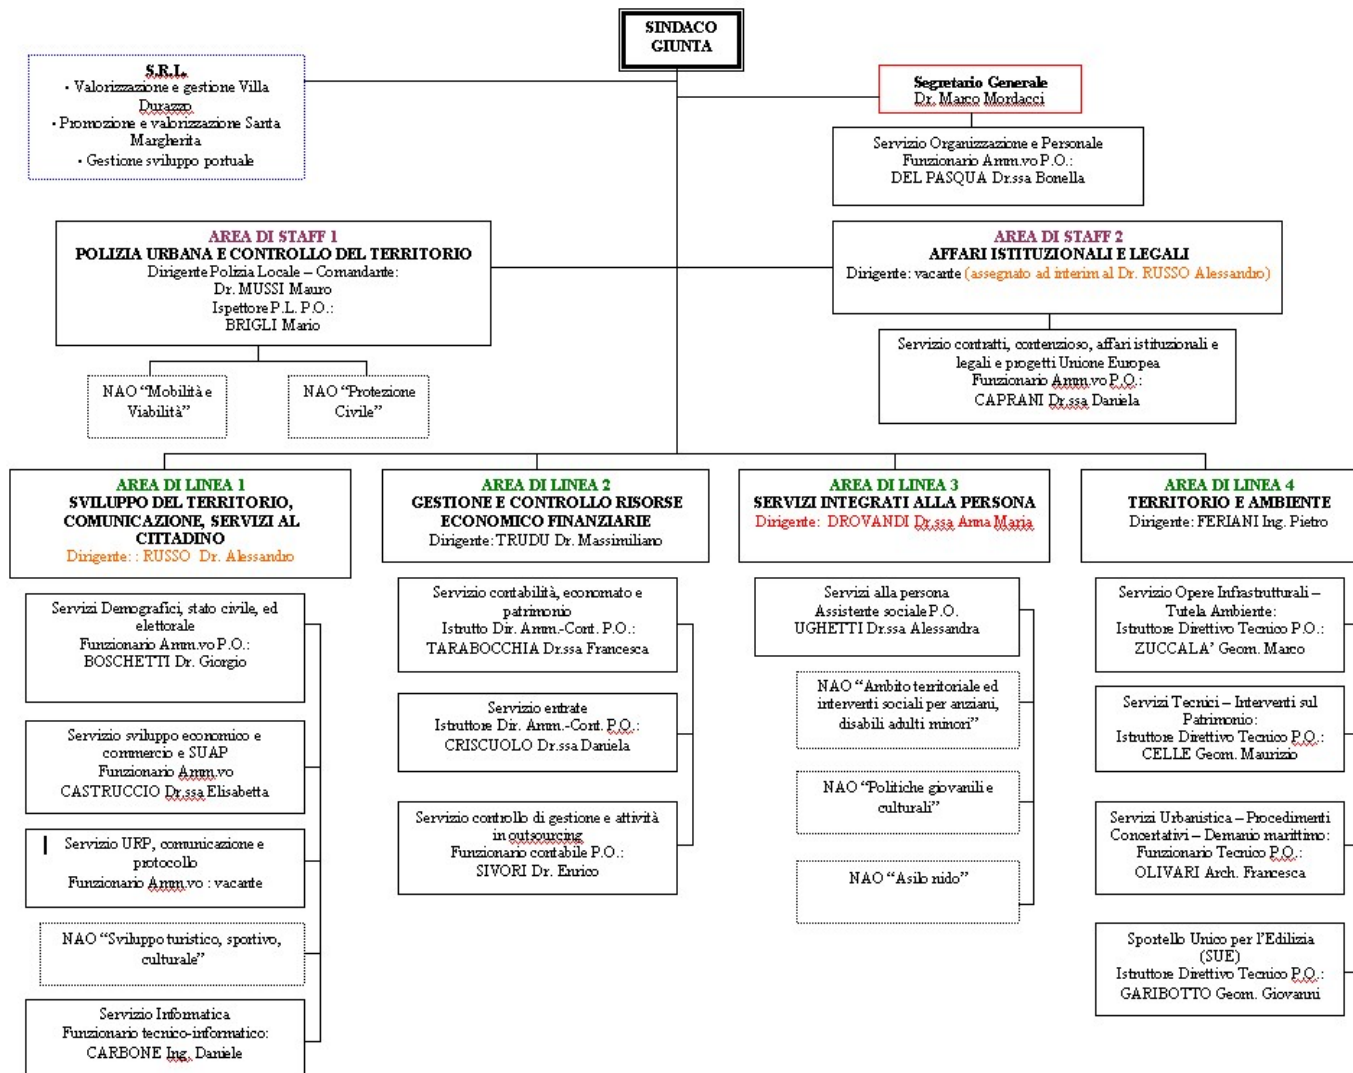 SINDACO
GIUNTA
S.R.L.
• Valorizzazione e gestione Villa
Durazzo
• Promozione e valorizzazione Santa
Margherita
• Gestione sviluppo portuale
Segretario Generale
Dr. Marco Mordacci
Servizio Organizzazione e Personale
Funzionario Amm.vo P.O.:
DEL PASQUA Dr.ssa Bonella
AREA DI STAFF 1
POLIZIA URBANA E CONTROLLO DEL TERRITORIO
Dirigente Polizia Locale – Comandante:
Dr. MUSSI Mauro
Ispettore P.L. P.O.:
BRIGLI Mario
NAO “Mobilità e
Viabilità”
NAO “Protezione
Civile”
AREA DI STAFF 2
AFFARI ISTITUZIONALI E LEGALI
Dirigente: vacante (assegnato ad interim al Dr. RUSSO Alessandro)
Servizio contratti, contenzioso, affari istituzionali e
legali e progetti Unione Europea
Funzionario Amm.vo P.O.:
CAPRANI Dr.ssa Daniela
AREA DI LINEA 1
SVILUPPO DEL TERRITORIO,
COMUNICAZIONE, SERVIZI AL
CITTADINO
Dirigente: : RUSSO Dr. Alessandro
Servizi Demografici, stato civile, ed
elettorale
Funzionario Amm.vo P.O.:
BOSCHETTI Dr. Giorgio
Servizio sviluppo economico e
commercio e SUAP
Funzionario Amm.vo
CASTRUCCIO Dr.ssa Elisabetta
Servizio URP, comunicazione e
protocollo
Funzionario Amm.vo : vacante
NAO “Sviluppo turistico, sportivo,
culturale”
Servizio Informatica
Funzionario tecnico-informatico:
CARBONE Ing. Daniele
AREA DI LINEA 2
GESTIONE E CONTROLLO RISORSE
ECONOMICO FINANZIARIE
Dirigente: TRUDU Dr. Massimiliano
Servizio contabilità, economato e
patrimonio
Istrutto Dir. Amm.-Cont. P.O.:
TARABOCCHIA Dr.ssa Francesca
Servizio entrate
Istruttore Dir. Amm.-Cont. P.O.:
CRISCUOLO Dr.ssa Daniela
Servizio controllo di gestione e attività
in outsourcing
Funzionario contabile P.O.:
SIVORI Dr. Enrico
AREA DI LINEA 3
SERVIZI INTEGRATI ALLA PERSONA
Dirigente: DROVANDI Dr.ssa Anna Maria
Servizi alla persona
Assistente sociale P.O.
UGHETTI Dr.ssa Alessandra
NAO “Ambito territoriale ed
interventi sociali per anziani,
disabili adulti minori”
NAO “Politiche giovanili e
culturali”
NAO “Asilo nido”
AREA DI LINEA 4
TERRITORIO E AMBIENTE
Dirigente: FERIANI Ing. Pietro
Servizio Opere Infrastrutturali –
Tutela Ambiente:
Istruttore Direttivo Tecnico P.O.:
ZUCCALA’ Geom. Marco
Servizi Tecnici – Interventi sul
Patrimonio:
Istruttore Direttivo Tecnico P.O.:
CELLE Geom. Maurizio
Servizi Urbanistica – Procedimenti
Concertativi – Demanio marittimo:
Funzionario Tecnico P.O.:
OLIVARI Arch. Francesca
Sportello Unico per l’Edilizia
(SUE)
Istruttore Direttivo Tecnico P.O.:
GARIBOTTO Geom. Giovanni